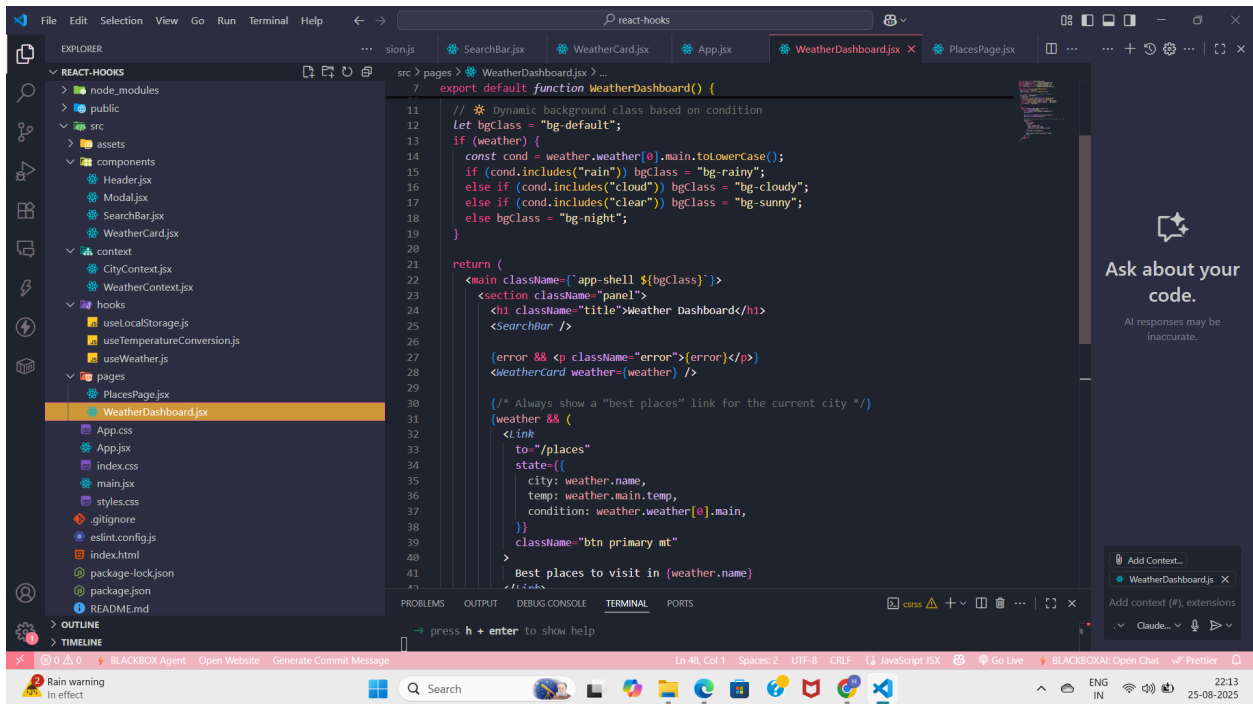 File Edit Selection View Go Run Terminal Help
react-hooks
EXPLORER
sion.js
SearchBar.jsx
WeatherCard.jsx
App.jsx
WeatherDashboard.jsx
PlacesPage.jsx
REACT-HOOKS
node_modules
public
src
assets
components
Header.jsx
Modal.jsx
SearchBar.jsx
WeatherCard.jsx
context
CityContext.jsx
WeatherContext.jsx
hooks
useLocalStorage.js
useTemperatureConversion.js
useWeather.js
pages
PlacesPage.jsx
WeatherDashboard.jsx
App.css
App.jsx
index.css
main.jsx
styles.css
.gitignore
eslint.config.js
index.html
package-lock.json
package.json
README.md
OUTLINE
TIMELINE
src > pages > WeatherDashboard.jsx > ...
7 export default function WeatherDashboard() {
11 // 🔅 Dynamic background class based on condition
12 let bgClass = "bg-default";
13 if (weather) {
14 const cond = weather.weather[0].main.toLowerCase();
15 if (cond.includes("rain")) bgClass = "bg-rainy";
16 else if (cond.includes("cloud")) bgClass = "bg-cloudy";
17 else if (cond.includes("clear")) bgClass = "bg-sunny";
18 else bgClass = "bg-night";
19 }
20
21 return (
22 <main className={`app-shell ${bgClass}`}>
23 <section className="panel">
24 <h1 className="title">Weather Dashboard</h1>
25 <SearchBar />
26
27 {error && <p className="error">{error}</p>}
28 <WeatherCard weather={weather} />
29
30 {/* Always show a “best places” link for the current city */}
31 {weather && (
32 <Link
33 to="/places"
34 state={{
35 city: weather.name,
36 temp: weather.main.temp,
37 condition: weather.weather[0].main,
38 }}
39 className="btn primary mt"
40 >
41 Best places to visit in {weather.name}
42 </Link>
Ask about your
code.
AI responses may be
inaccurate.
Add Context...
WeatherDashboard.js
Add context (#), extensions
Claude...
PROBLEMS OUTPUT DEBUG CONSOLE TERMINAL PORTS
csrss
→ press h + enter to show help
0 0 BLACKBOX Agent Open Website Generate Commit Message
Ln 48, Col 1 Spaces: 2 UTF-8 CRLF JavaScript JSX Go Live BLACKBOXAI: Open Chat Prettier
2 Rain warning
In effect
Search
ENG
IN
22:13
25-08-2025